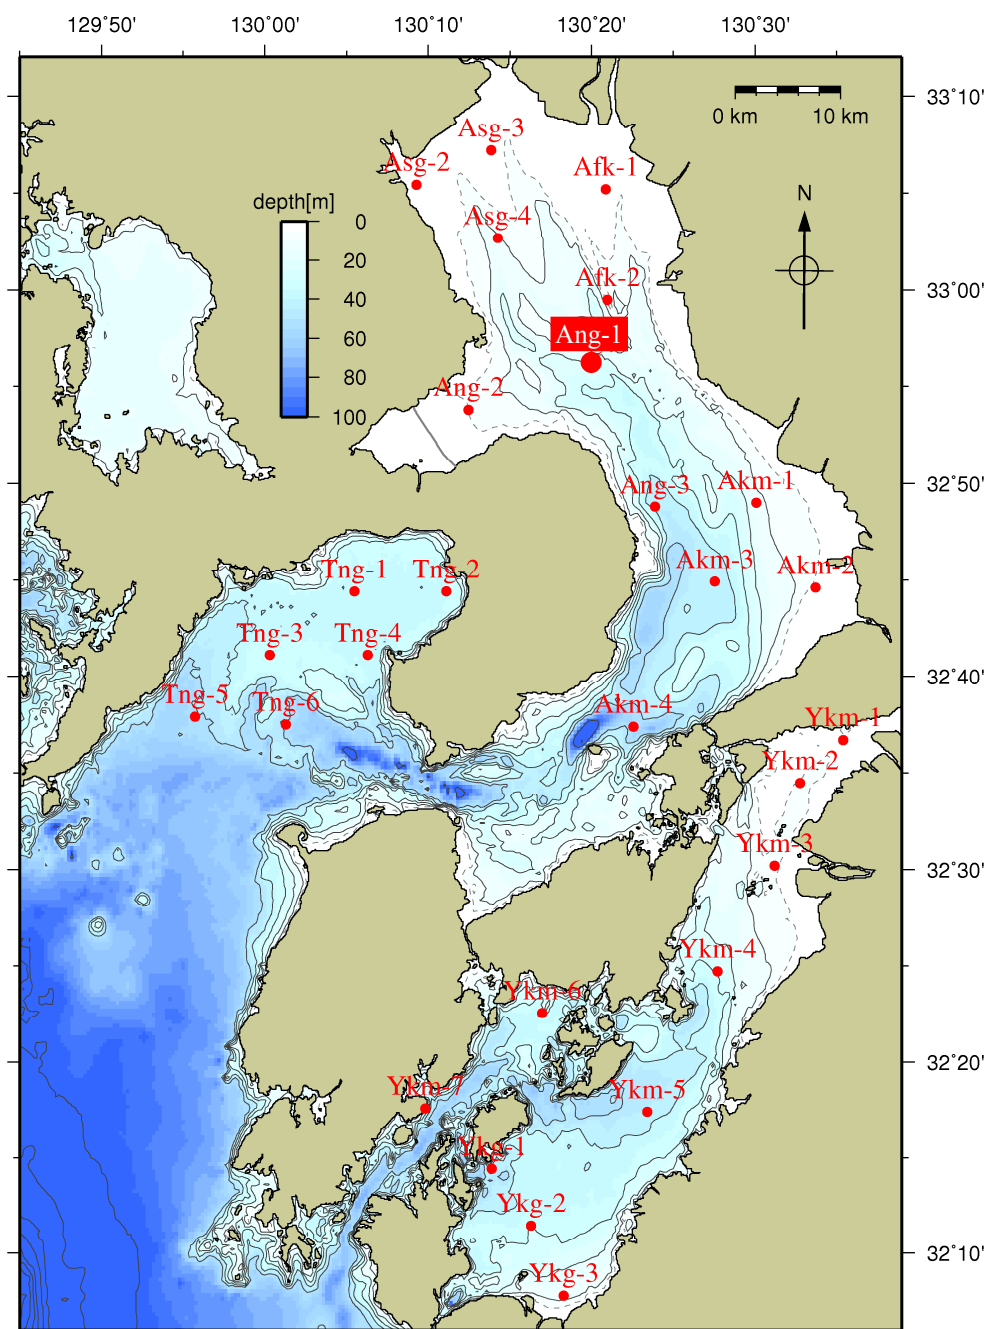 129˚50' 130˚00' 130˚10' 130˚20' 130˚30'
33˚10'
0 km 10 km
Asg-3
Asg-2
Afk-1
depth[m]
0
20
40
60
80
100
N
Asg-4
Afk-2
33˚00'
Ang-1
Ang-2
32˚50'
Ang-3
Akm-1
Akm-3
Akm-2
Tng-1
Tng-2
Tng-3
Tng-4
32˚40'
Tng-5
Tng-6
Akm-4
Ykm-1
Ykm-2
Ykm-3
32˚30'
Ykm-4
Ykm-6
32˚20'
Ykm-7
Ykm-5
Ykg-1
Ykg-2
32˚10'
Ykg-3